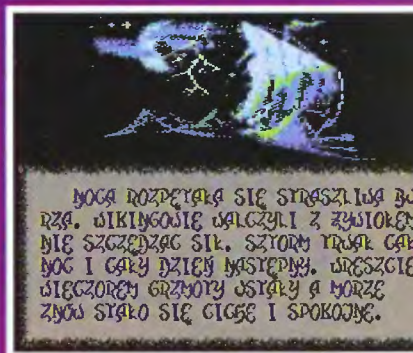 NOCĄ ROZPĘTAŁA SIĘ STRASZLIWA BU
RZA. WIKINGOWIE WALCZYLI Z ŻYWIOŁEM
NIE SZCZĘDZĄC SIŁ. SZTORM TRWAŁ CAŁ
NOC I CAŁY DZIEŃ NASTĘPNY. WRESZCIE
WIECZOREM GRZMOTY USTAŁY A MORZE
ZNÓW STAŁO SIĘ CICHE I SPOKOJNE.